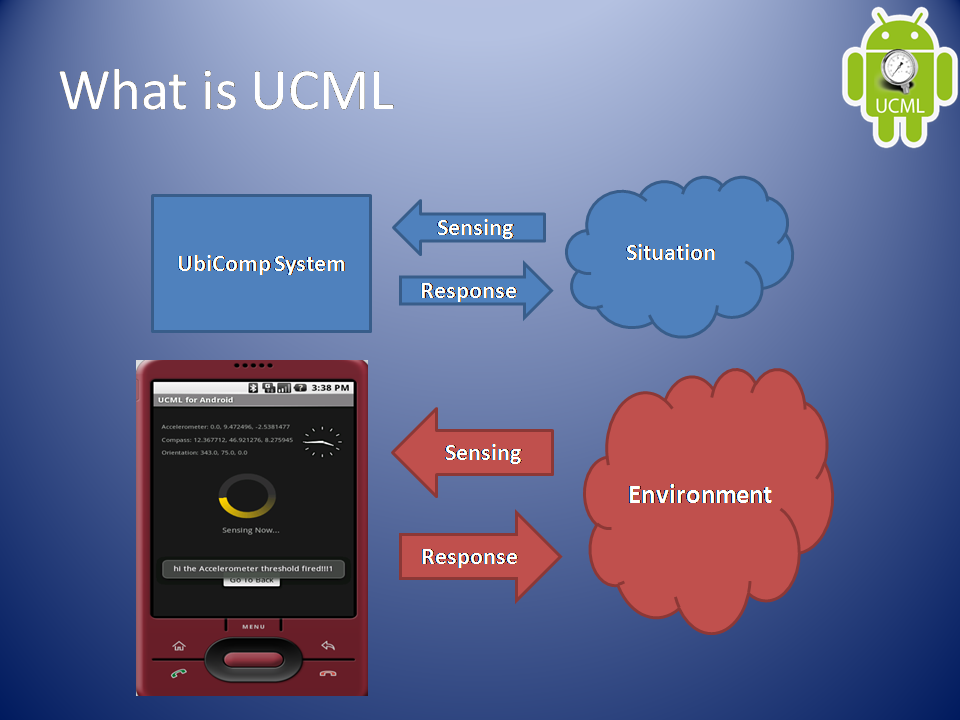 What is UCML
UCML
UbiComp System
Sensing
Response
Situation
3:38 PM
UCML for Android
Accelerometer: 0.0, 9.472496, -2.5381477
Compass: 12.367712, 46.921276, 8.275945
Orientation: 343.0, 75.0, 0.0
Sensing Now...
hi the Accelerometer threshold fired!!!1
Go To Back
MENU
Sensing
Response
Environment